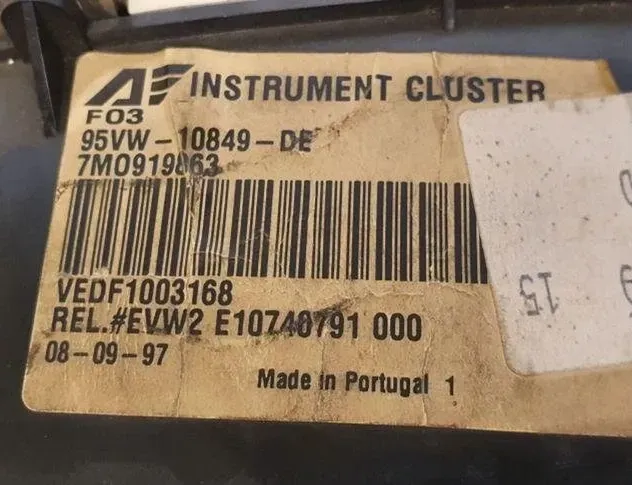 AF INSTRUMENT CLUSTER
F03
95VW-10849-DE
7M0919863
VEDF1003168
REL.#EVW2 E10740791 000
08-09-97
Made in Portugal 1
15